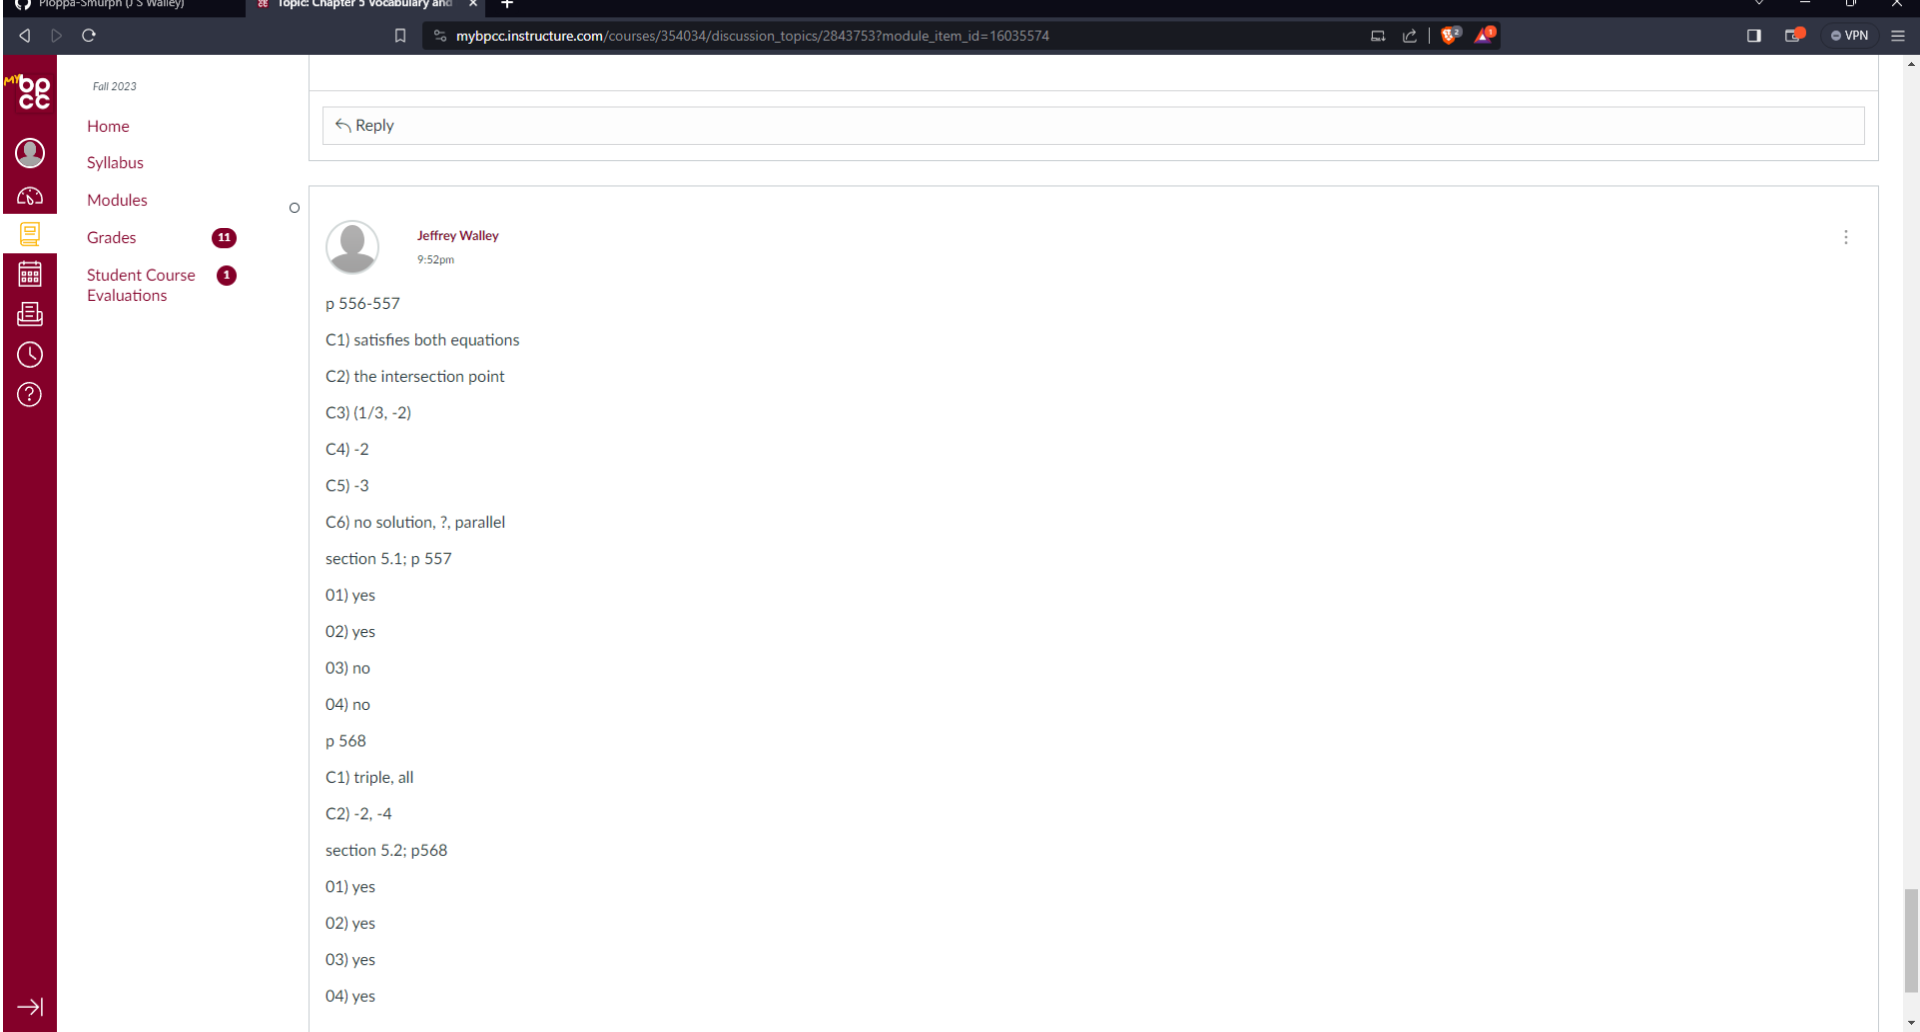 Ploppa-Smurph (J S Walley)
Topic: Chapter 5 Vocabulary and
mybpcc.instructure.com/courses/354034/discussion_topics/2843753?module_item_id=16035574
2
1
VPN
MY bp cc
Fall 2023
Home
Syllabus
Modules
Grades 11
Student Course Evaluations 1
Reply
Jeffrey Walley
9:52pm
p 556-557
C1) satisfies both equations
C2) the intersection point
C3) (1/3, -2)
C4) -2
C5) -3
C6) no solution, ?, parallel
section 5.1; p 557
01) yes
02) yes
03) no
04) no
p 568
C1) triple, all
C2) -2, -4
section 5.2; p568
01) yes
02) yes
03) yes
04) yes